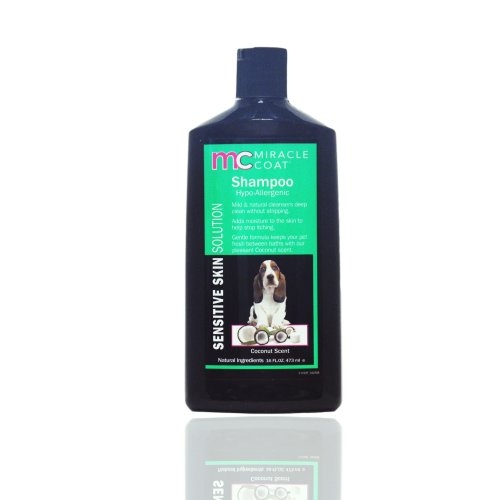 mc MIRACLE
COAT
Shampoo
Hypo-Allergenic
Mild & natural cleansers deep
clean without stripping.
Adds moisture to the skin to
help stop itching.
Gentle formula keeps your pet
fresh between baths with our
pleasant Coconut scent.
SENSITIVE SKIN SOLUTION
Coconut Scent
Natural Ingredients 16 FL.OZ. 473 ml e